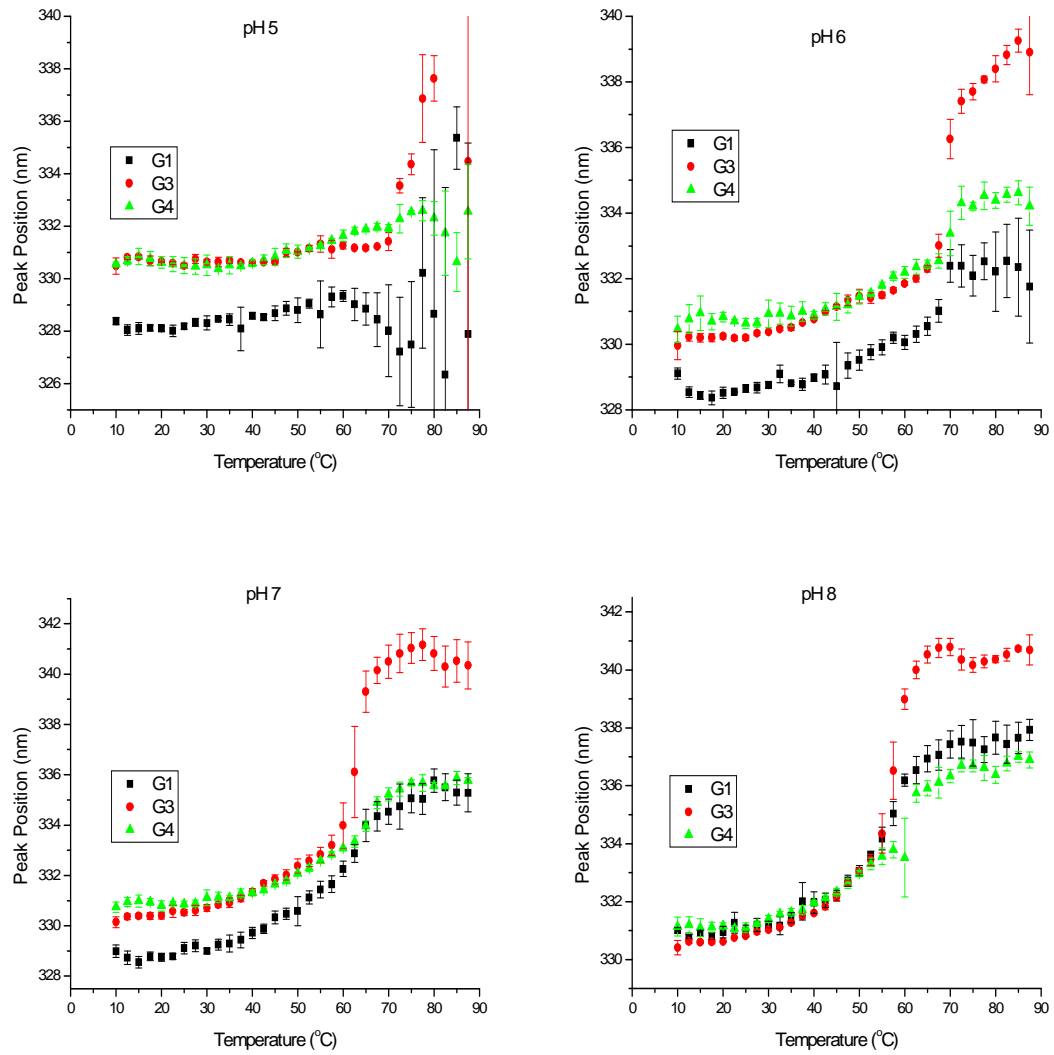 pH 5
340
338
336
334
332
330
328
326
Peak Position (nm)
G1
G3
G4
0 10 20 30 40 50 60 70 80 90
Temperature (°C)
pH 6
340
338
336
334
332
330
328
Peak Position (nm)
G1
G3
G4
0 10 20 30 40 50 60 70 80 90
Temperature (°C)
pH 7
342
340
338
336
334
332
330
328
Peak Position (nm)
G1
G3
G4
0 10 20 30 40 50 60 70 80 90
Temperature (°C)
pH 8
342
340
338
336
334
332
330
Peak Position (nm)
G1
G3
G4
0 10 20 30 40 50 60 70 80 90
Temperature (°C)